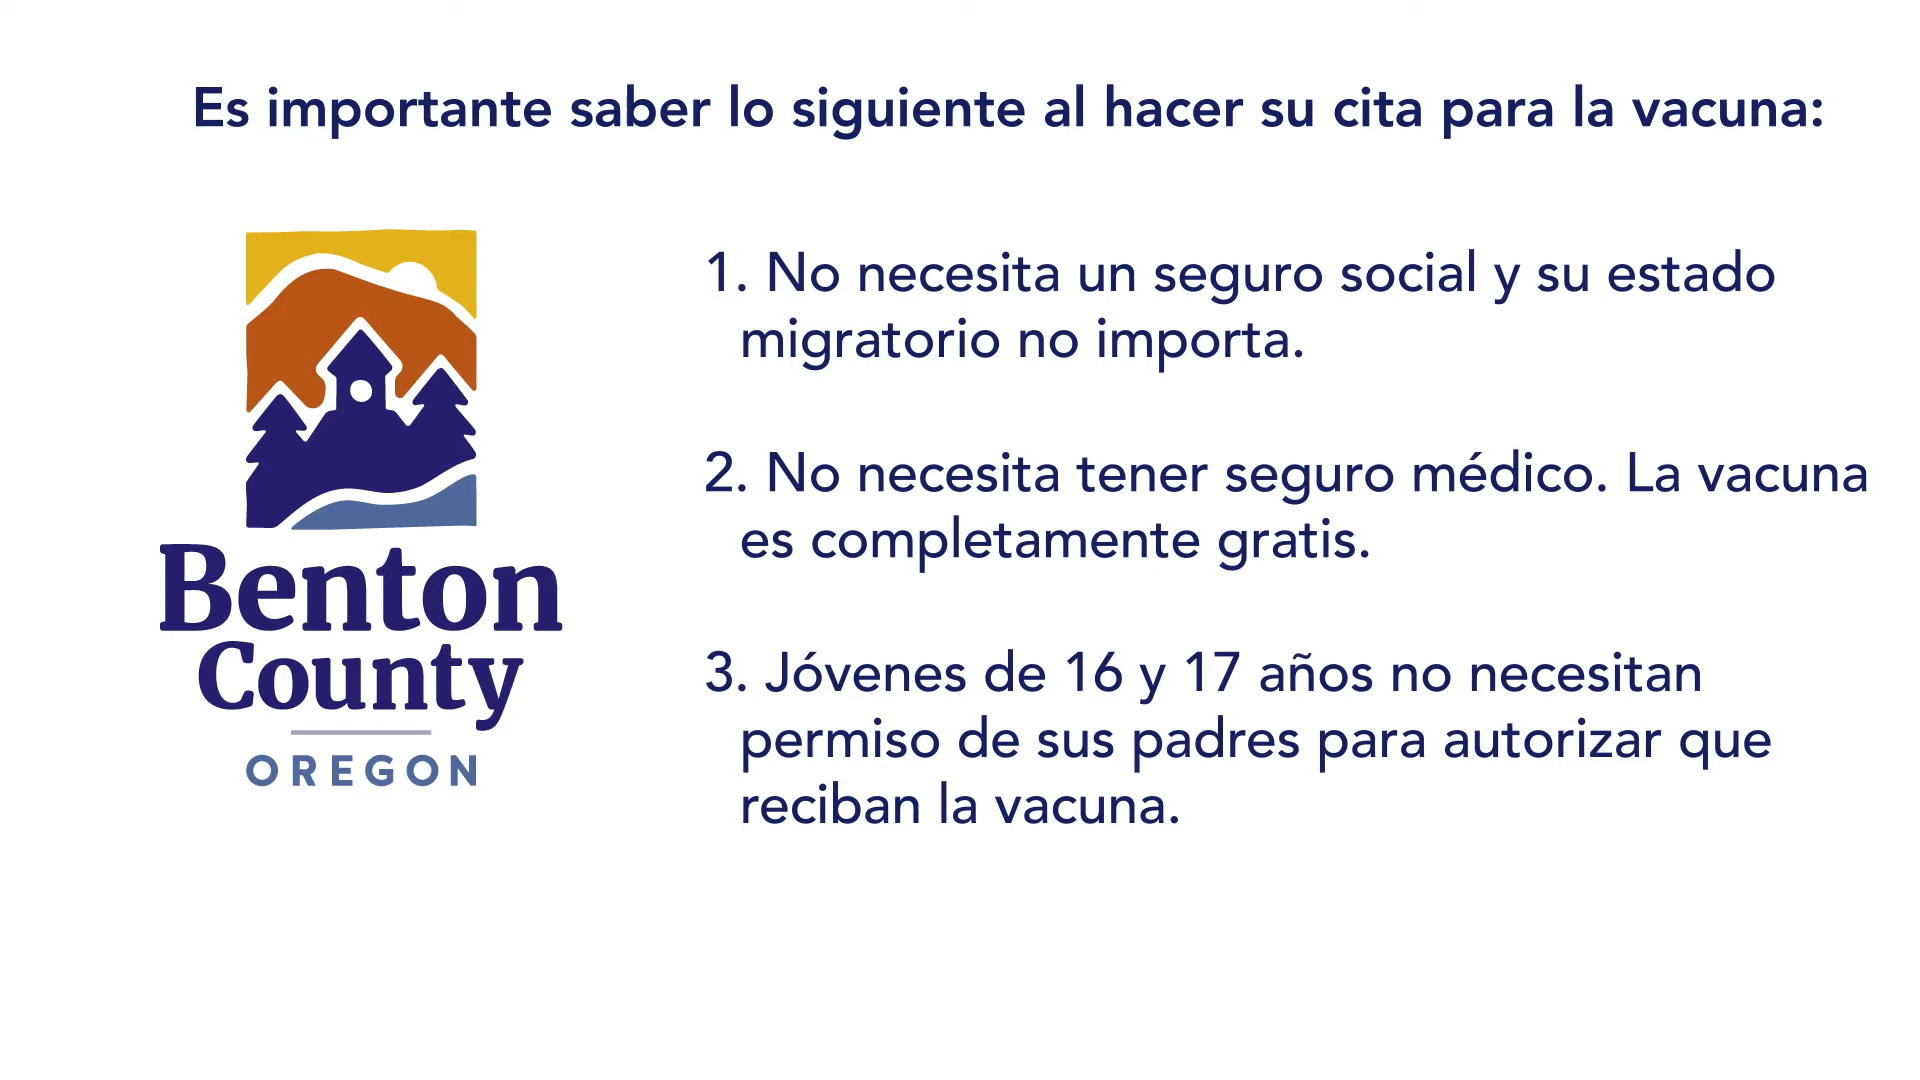 Es importante saber lo siguiente al hacer su cita para la vacuna:
Benton
County
OREGON
1. No necesita un seguro social y su estado
migratorio no importa.
2. No necesita tener seguro médico. La vacuna
es completamente gratis.
3. Jóvenes de 16 y 17 años no necesitan
permiso de sus padres para autorizar que
reciban la vacuna.